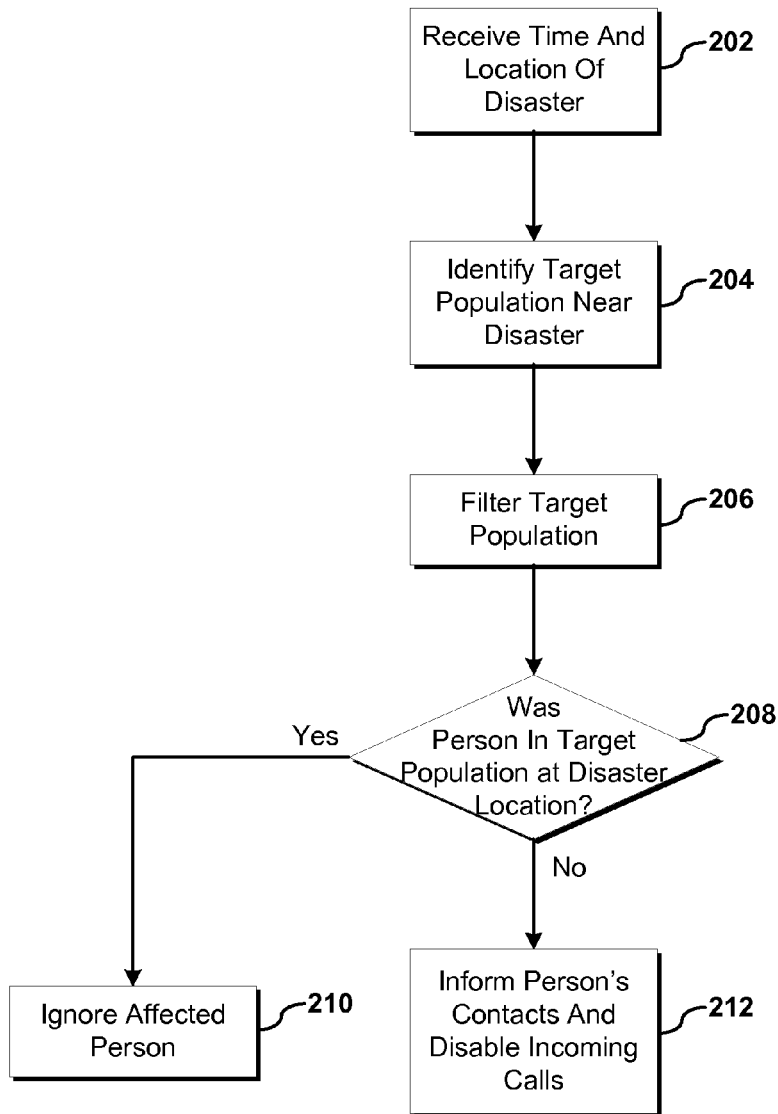 Receive Time And
Location Of
Disaster
202
Identify Target
Population Near
Disaster
204
Filter Target
Population
206
Was
Person In Target
Population at Disaster
Location?
208
Yes
No
Ignore Affected
Person
210
Inform Person's
Contacts And
Disable Incoming
Calls
212